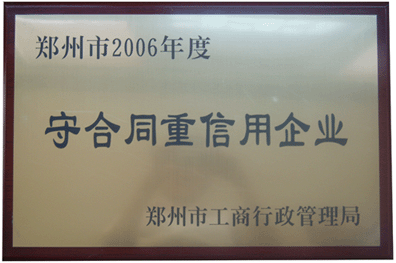 郑州市2006年度
守合同重信用企业
郑州市工商行政管理局